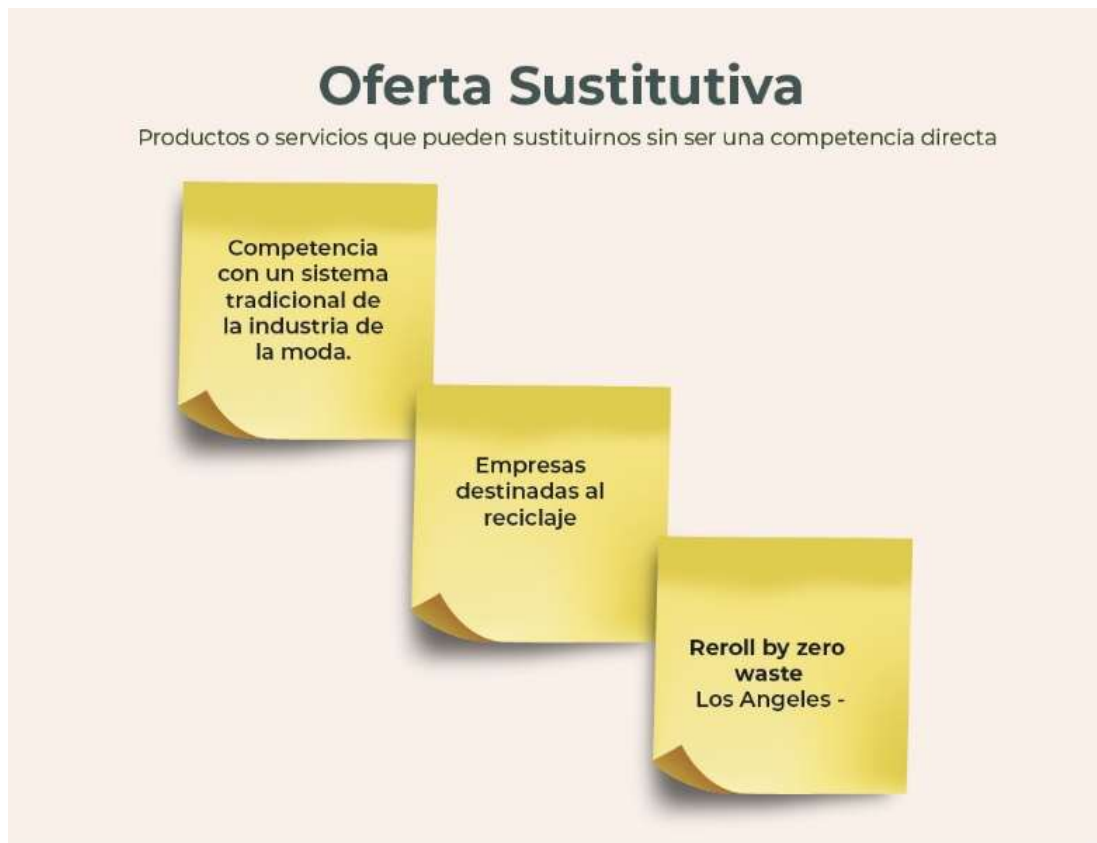 Oferta Sustitutiva
Productos o servicios que pueden sustituirnos sin ser una competencia directa
Competencia
con un sistema
tradicional de
la industria de
la moda.
Empresas
destinadas al
reciclaje
Reroll by zero
waste
Los Angeles -